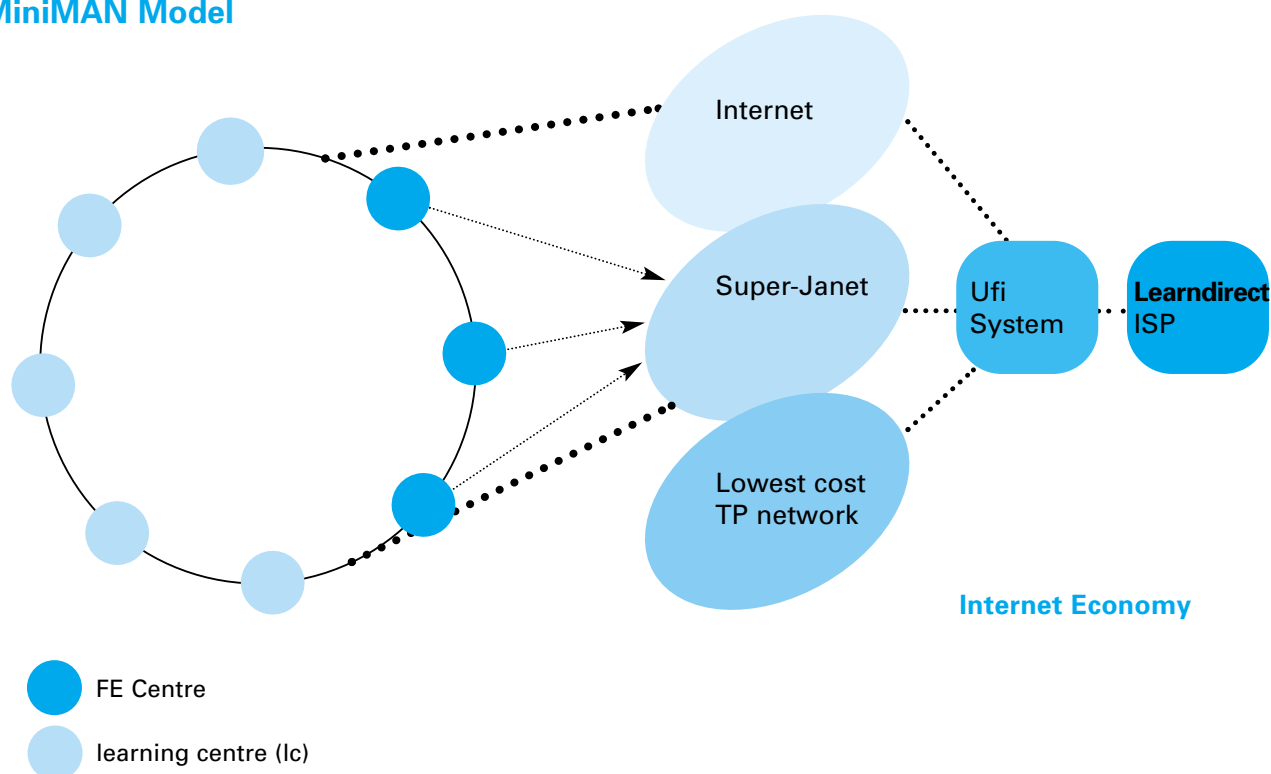 MiniMAN Model
Internet
Super-Janet
Ufi
System
Learndirect
ISP
Lowest cost
TP network
Internet Economy
FE Centre
learning centre (lc)